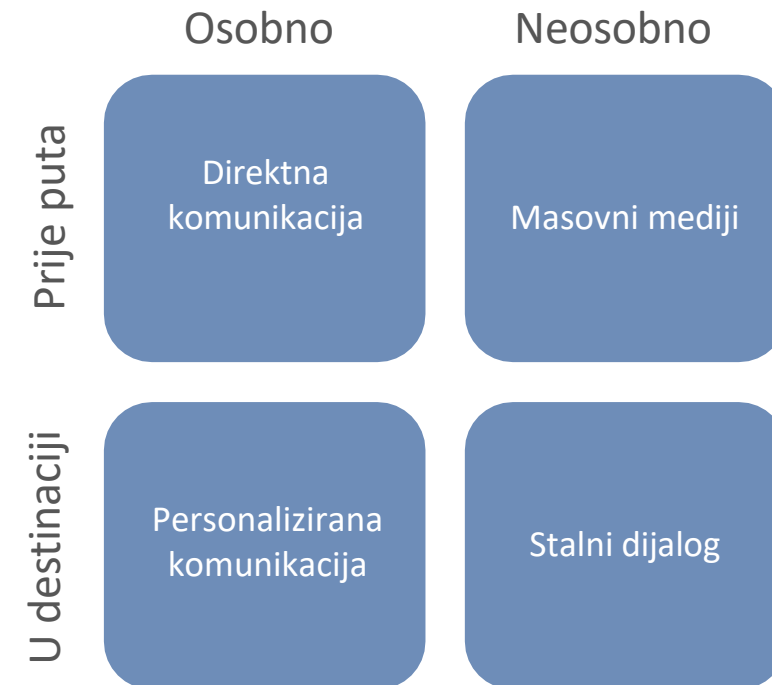 Osobno
Neosobno
Prije puta
Direktna
komunikacija
Masovni mediji
U destinaciji
Personalizirana
komunikacija
Stalni dijalog